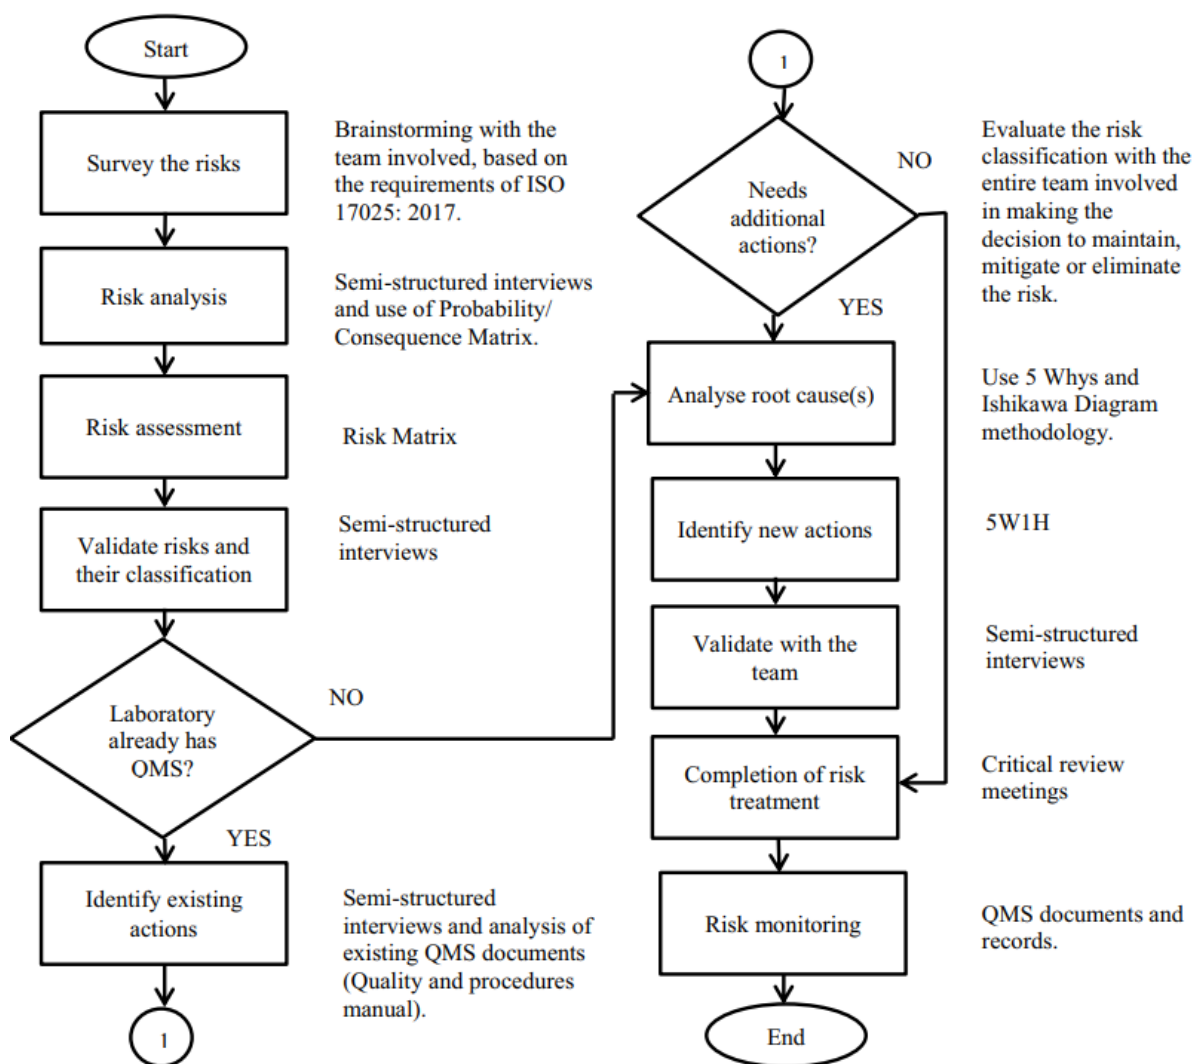 Start
Survey the risks
Brainstorming with the
team involved, based on
the requirements of ISO
17025: 2017.
Risk analysis
Semi-structured interviews
and use of Probability/
Consequence Matrix.
Risk assessment
Risk Matrix
Validate risks and
their classification
Semi-structured
interviews
Laboratory
already has
QMS?
NO
YES
Identify existing
actions
Semi-structured
interviews and analysis of
existing QMS documents
(Quality and procedures
manual).
1
1
Needs
additional
actions?
NO
YES
Evaluate the risk
classification with the
entire team involved
in making the
decision to maintain,
mitigate or eliminate
the risk.
Analyse root cause(s)
Use 5 Whys and
Ishikawa Diagram
methodology.
Identify new actions
5W1H
Validate with the
team
Semi-structured
interviews
Completion of risk
treatment
Critical review
meetings
Risk monitoring
QMS documents and
records.
End